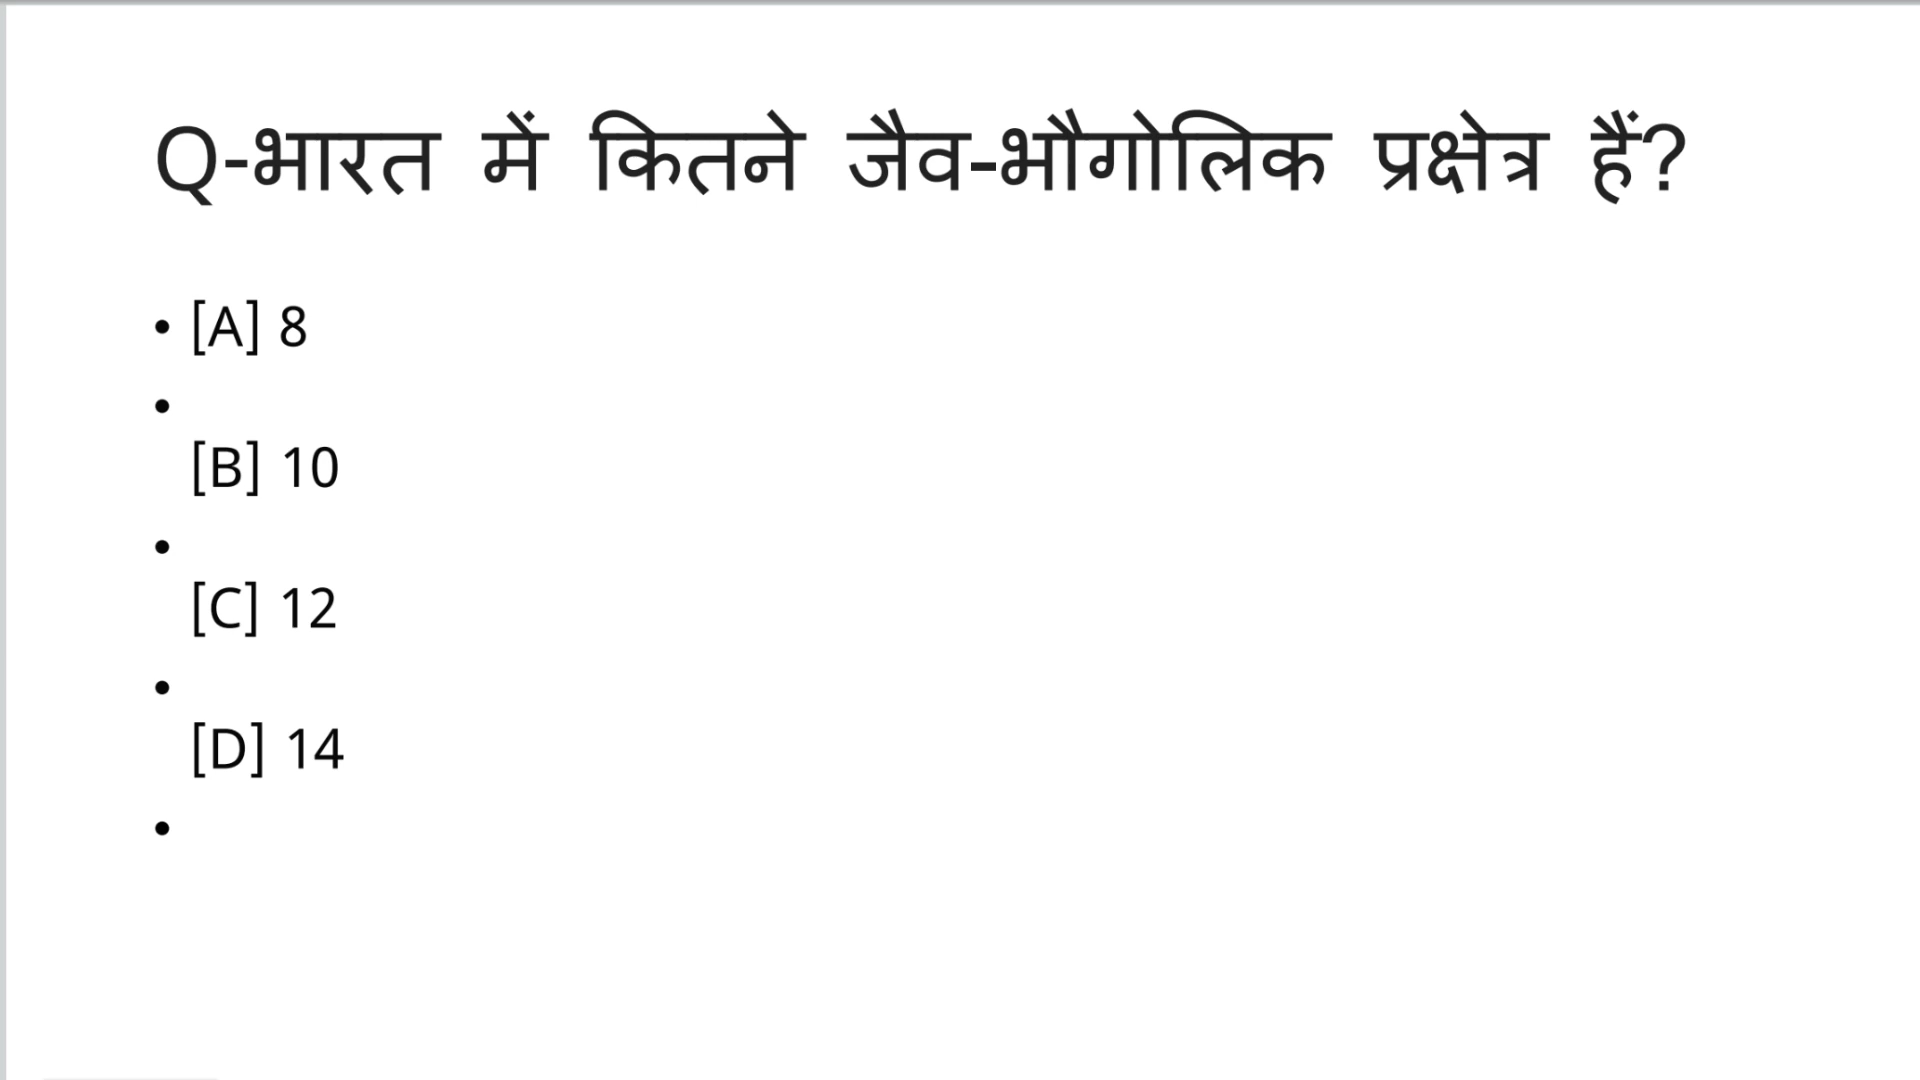 Q-भारत में कितने जैव-भौगोलिक प्रक्षेत्र हैं?
• [A] 8
•
[B] 10
•
[C] 12
•
[D] 14
•